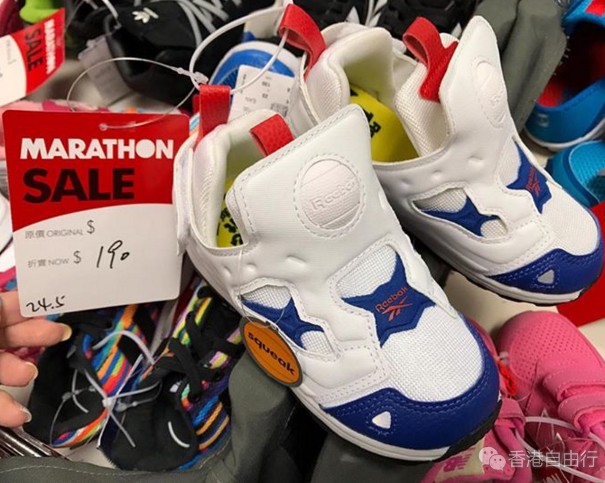 SALE
MARATHON
SALE
原價 ORIGINAL $
折實 NOW $ 190
24.5
Reebok
Reebok
squeak
香港自由行